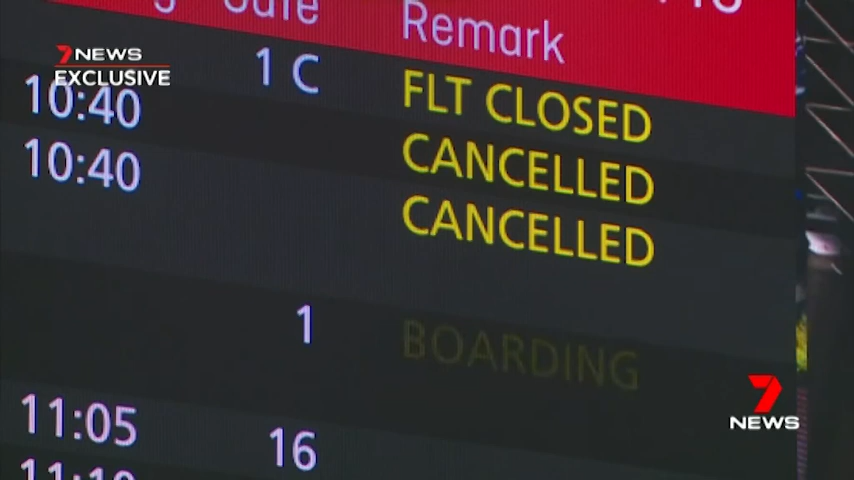 Gate
Remark
7NEWS
EXCLUSIVE
1 C FLT CLOSED
10:40 CANCELLED
10:40 CANCELLED
1 BOARDING
11:05 16
7
NEWS